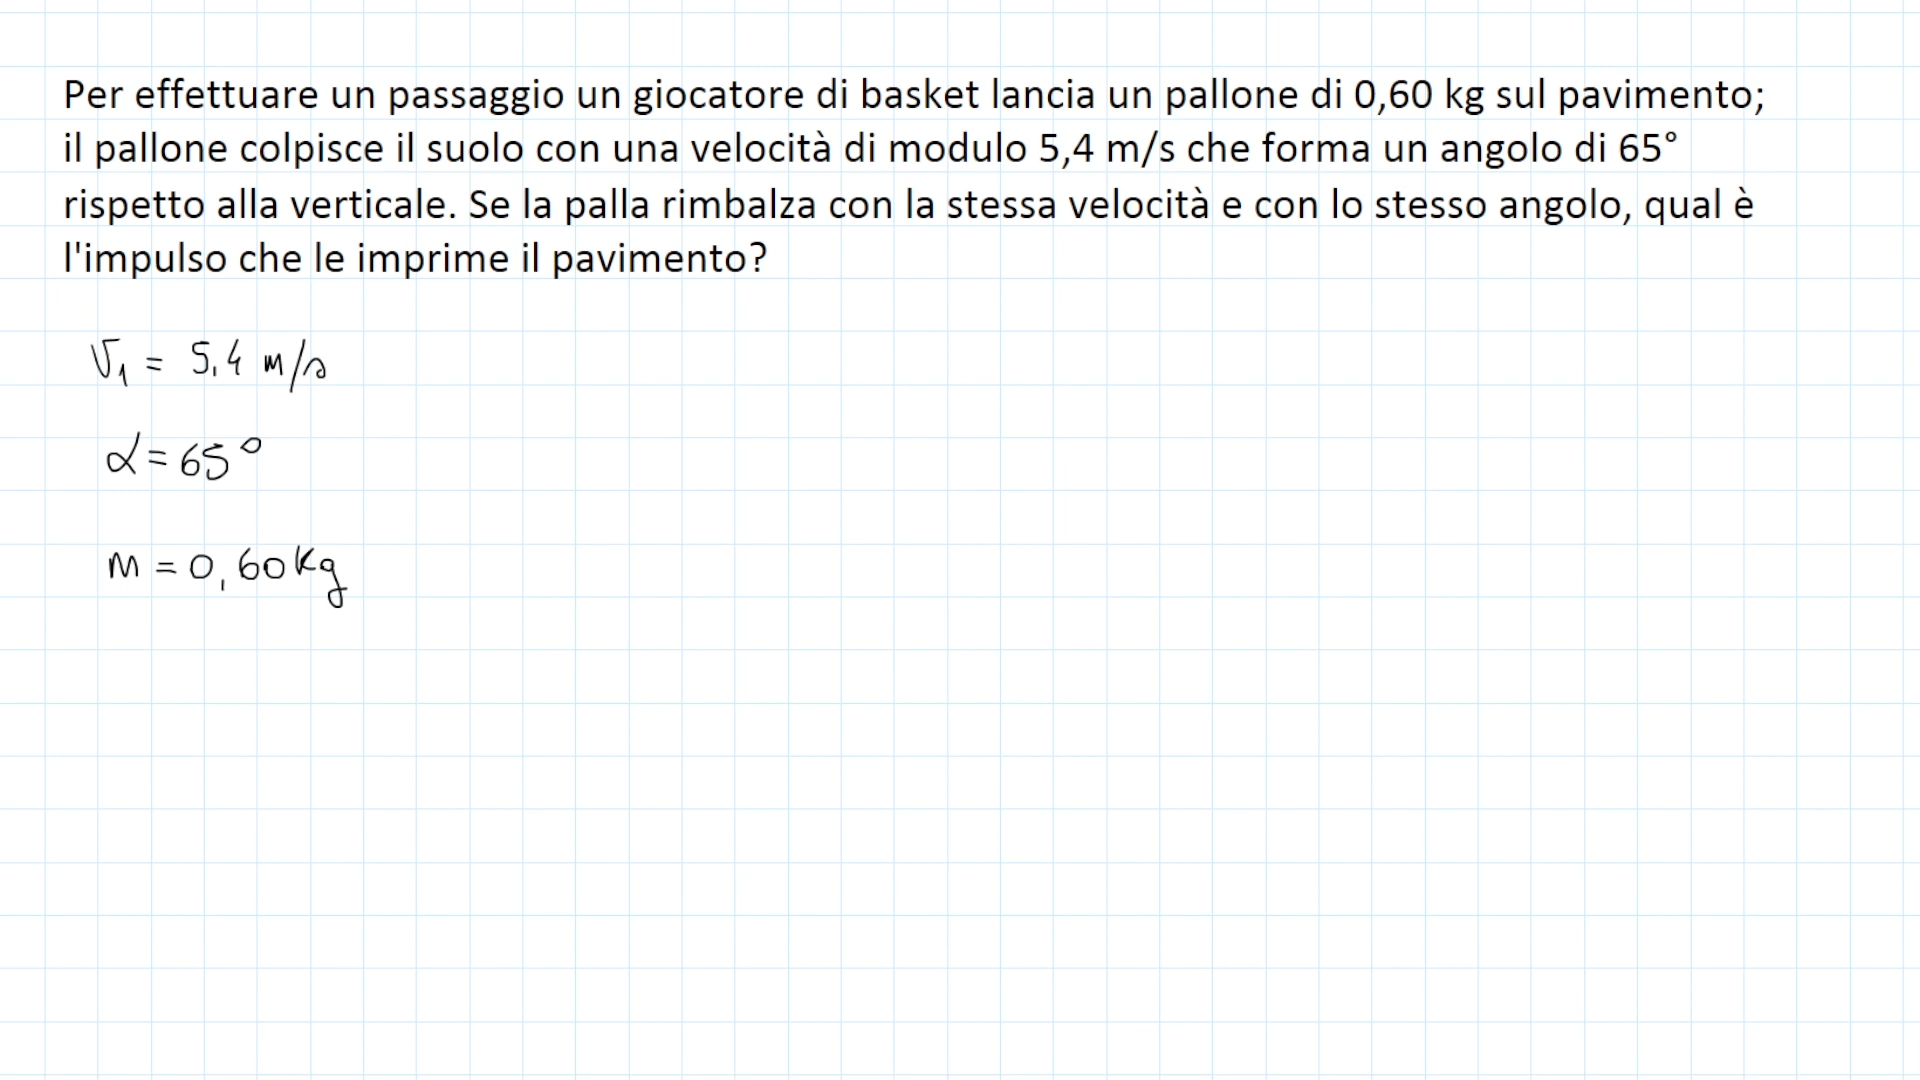 Per effettuare un passaggio un giocatore di basket lancia un pallone di 0,60 kg sul pavimento;
il pallone colpisce il suolo con una velocità di modulo 5,4 m/s che forma un angolo di 65°
rispetto alla verticale. Se la palla rimbalza con la stessa velocità e con lo stesso angolo, qual è
l'impulso che le imprime il pavimento?
v₁ = 5,4 m/s
α = 65°
m = 0,60 kg